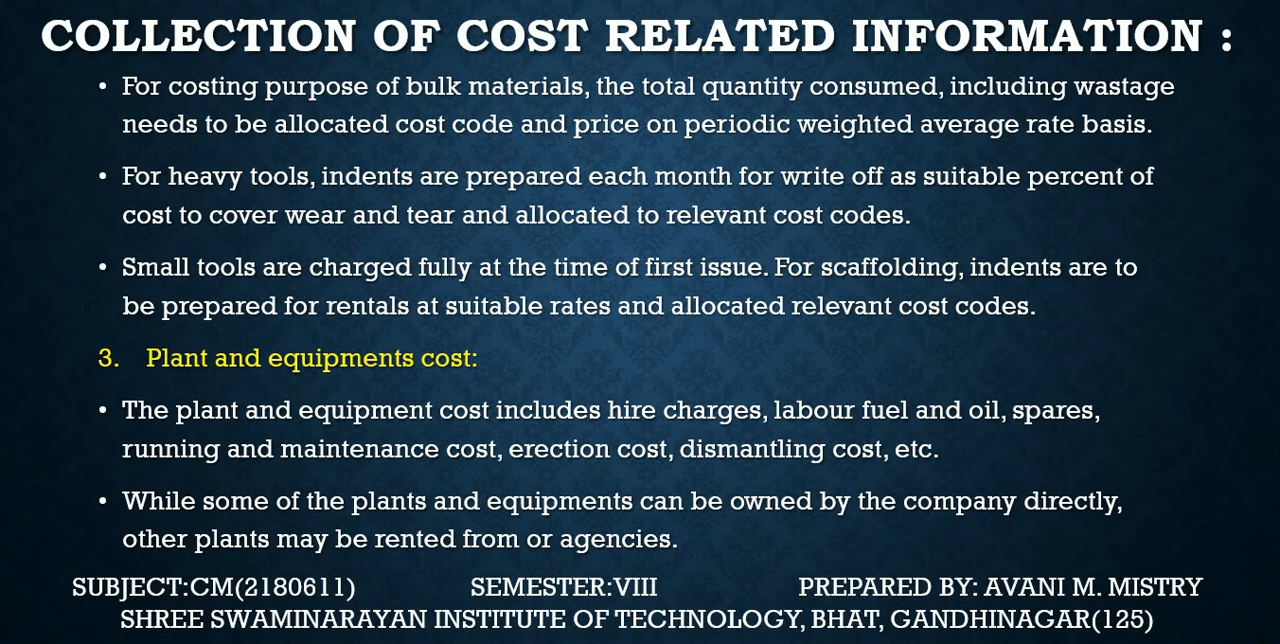 COLLECTION OF COST RELATED INFORMATION :
• For costing purpose of bulk materials, the total quantity consumed, including wastage
needs to be allocated cost code and price on periodic weighted average rate basis.
• For heavy tools, indents are prepared each month for write off as suitable percent of
cost to cover wear and tear and allocated to relevant cost codes.
• Small tools are charged fully at the time of first issue. For scaffolding, indents are to
be prepared for rentals at suitable rates and allocated relevant cost codes.
3. Plant and equipments cost:
• The plant and equipment cost includes hire charges, labour fuel and oil, spares,
running and maintenance cost, erection cost, dismantling cost, etc.
• While some of the plants and equipments can be owned by the company directly,
other plants may be rented from or agencies.
SUBJECT:CM(2180611) SEMESTER:VIII PREPARED BY: AVANI M. MISTRY
SHREE SWAMINARAYAN INSTITUTE OF TECHNOLOGY, BHAT, GANDHINAGAR(125)